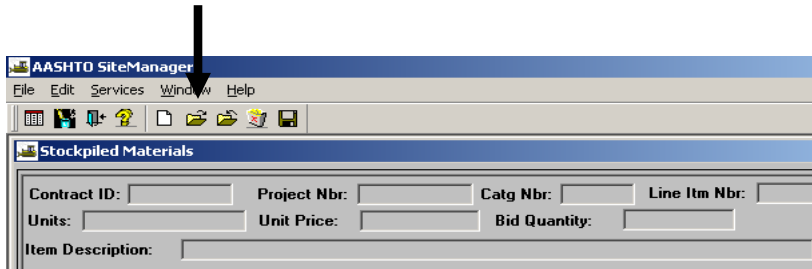 AASHTO SiteManager
File Edit Services Window Help
Stockpiled Materials
Contract ID: Project Nbr: Catg Nbr: Line Itm Nbr:
Units: Unit Price: Bid Quantity:
Item Description: